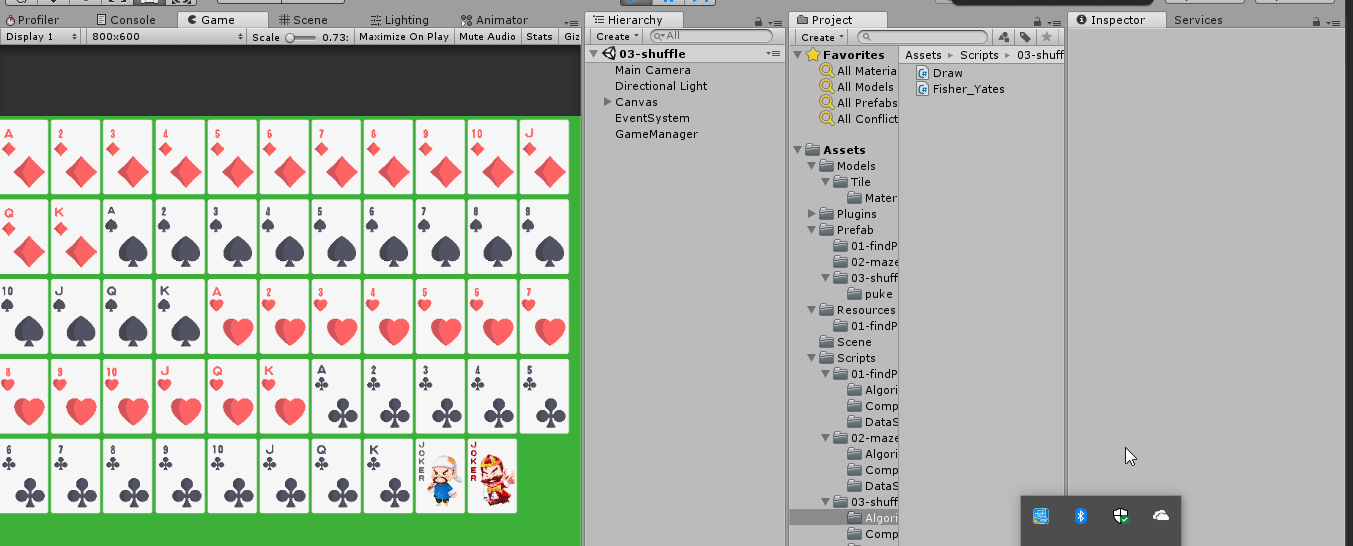 Profiler Console Game Scene Lighting Animator
Display 1 800x600 Scale 0.73: Maximize On Play Mute Audio Stats Giz
A 2 3 4 5 6 7 8 9 10 J
Q K A 2 3 4 5 6 7 8 9
10 J Q K A 2 3 4 5 6 7
8 9 10 J Q K A 2 3 4 5
6 7 8 9 10 J Q K JOKER JOKER
Hierarchy
Create All
03-shuffle
Main Camera
Directional Light
Canvas
EventSystem
GameManager
Project
Create
Favorites
All Materia
All Models
All Prefabs
All Conflict
Assets
Models
Tile
Mater
Plugins
Prefab
01-findP
02-maze
03-shuff
puke
Resources
01-findP
Scene
Scripts
01-findP
Algori
Comp
DataS
02-maze
Algori
Comp
DataS
03-shuff
Algori
Comp
Assets Scripts 03-shuff
Draw
Fisher_Yates
Inspector Services